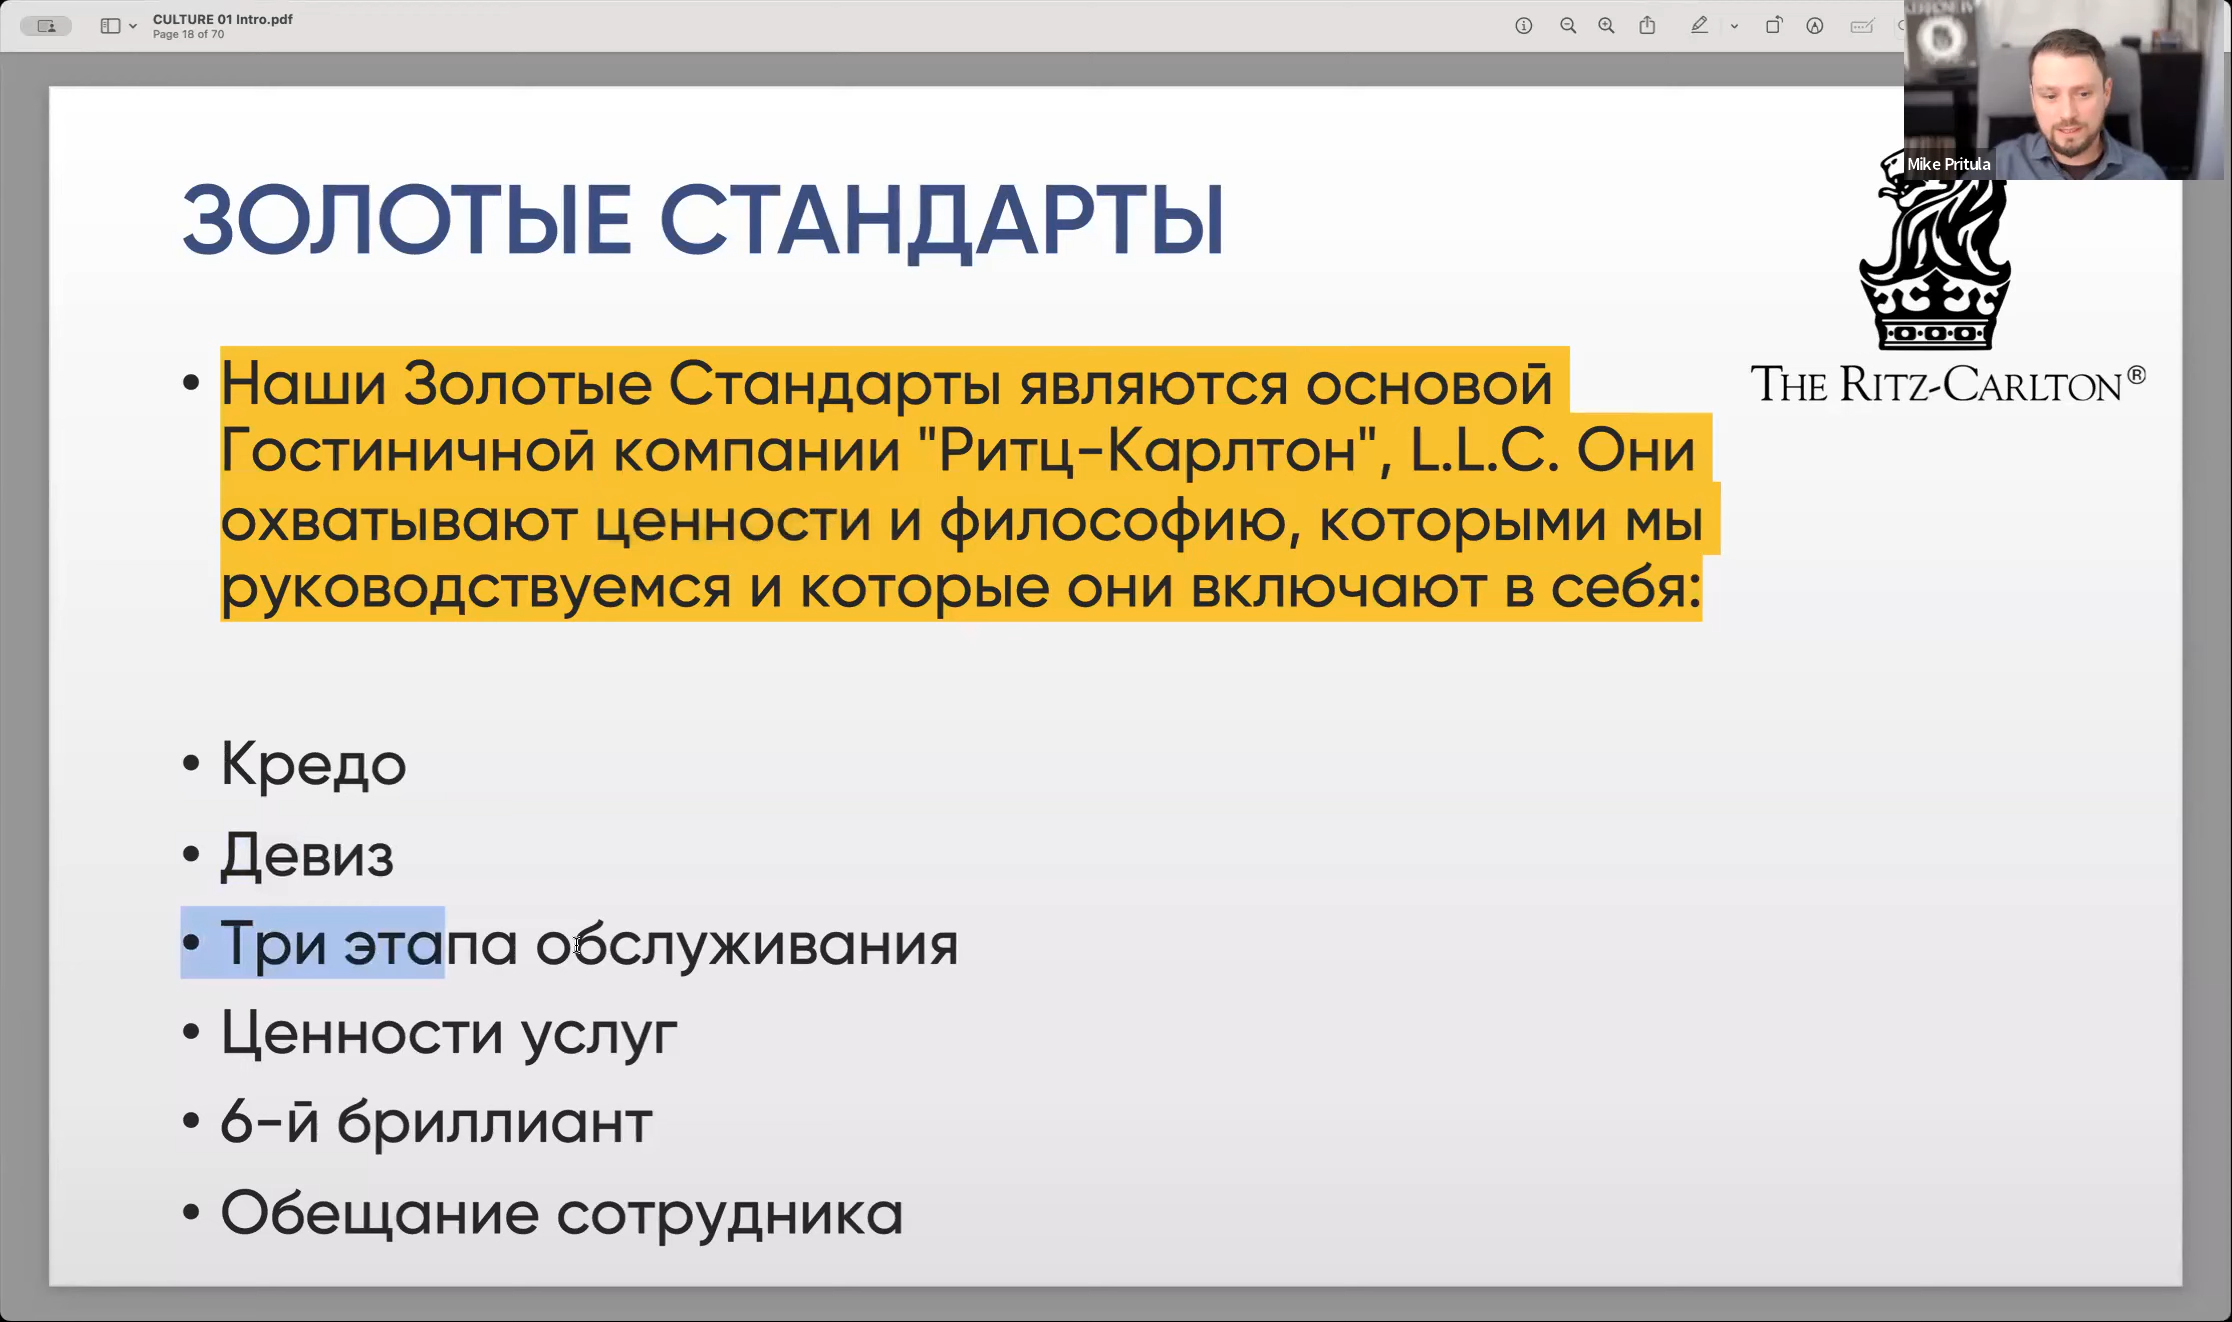 CULTURE 01 Intro.pdf
Page 18 of 70
Mike Pritula
ЗОЛОТЫЕ СТАНДАРТЫ
THE RITZ-CARLTON®
• Наши Золотые Стандарты являются основой
Гостиничной компании "Ритц-Карлтон", L.L.C. Они
охватывают ценности и философию, которыми мы
руководствуемся и которые они включают в себя:
• Кредо
• Девиз
• Три этапа обслуживания
• Ценности услуг
• 6-й бриллиант
• Обещание сотрудника